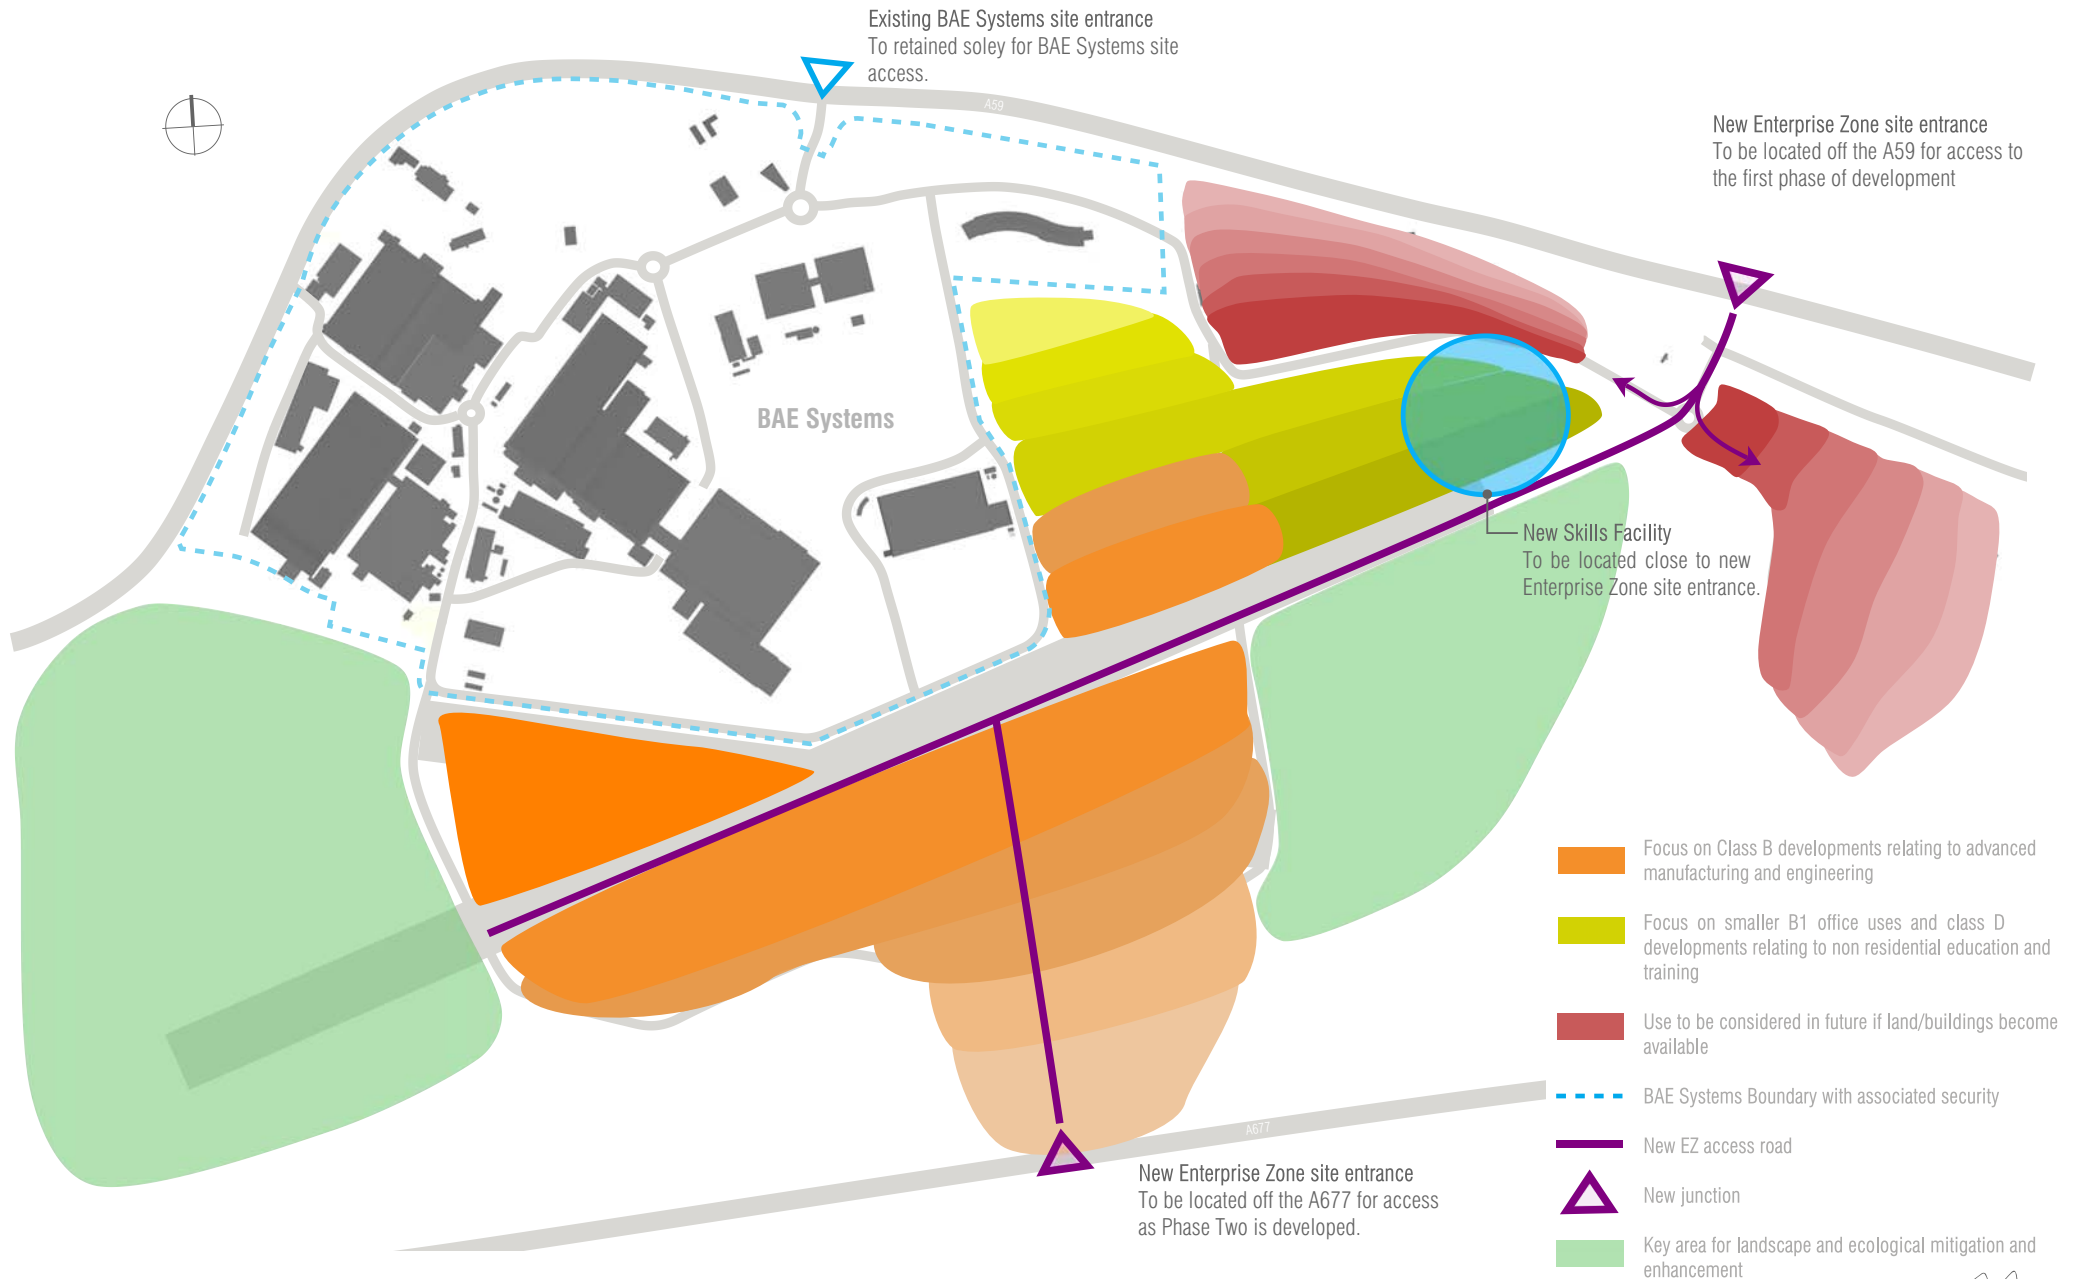 Existing BAE Systems site entrance
To retained soley for BAE Systems site
access.
A59
New Enterprise Zone site entrance
To be located off the A59 for access to
the first phase of development
BAE Systems
New Skills Facility
To be located close to new
Enterprise Zone site entrance.
Focus on Class B developments relating to advanced
manufacturing and engineering
Focus on smaller B1 office uses and class D
developments relating to non residential education and
training
Use to be considered in future if land/buildings become
available
BAE Systems Boundary with associated security
New EZ access road
New junction
Key area for landscape and ecological mitigation and
enhancement
A677
New Enterprise Zone site entrance
To be located off the A677 for access
as Phase Two is developed.